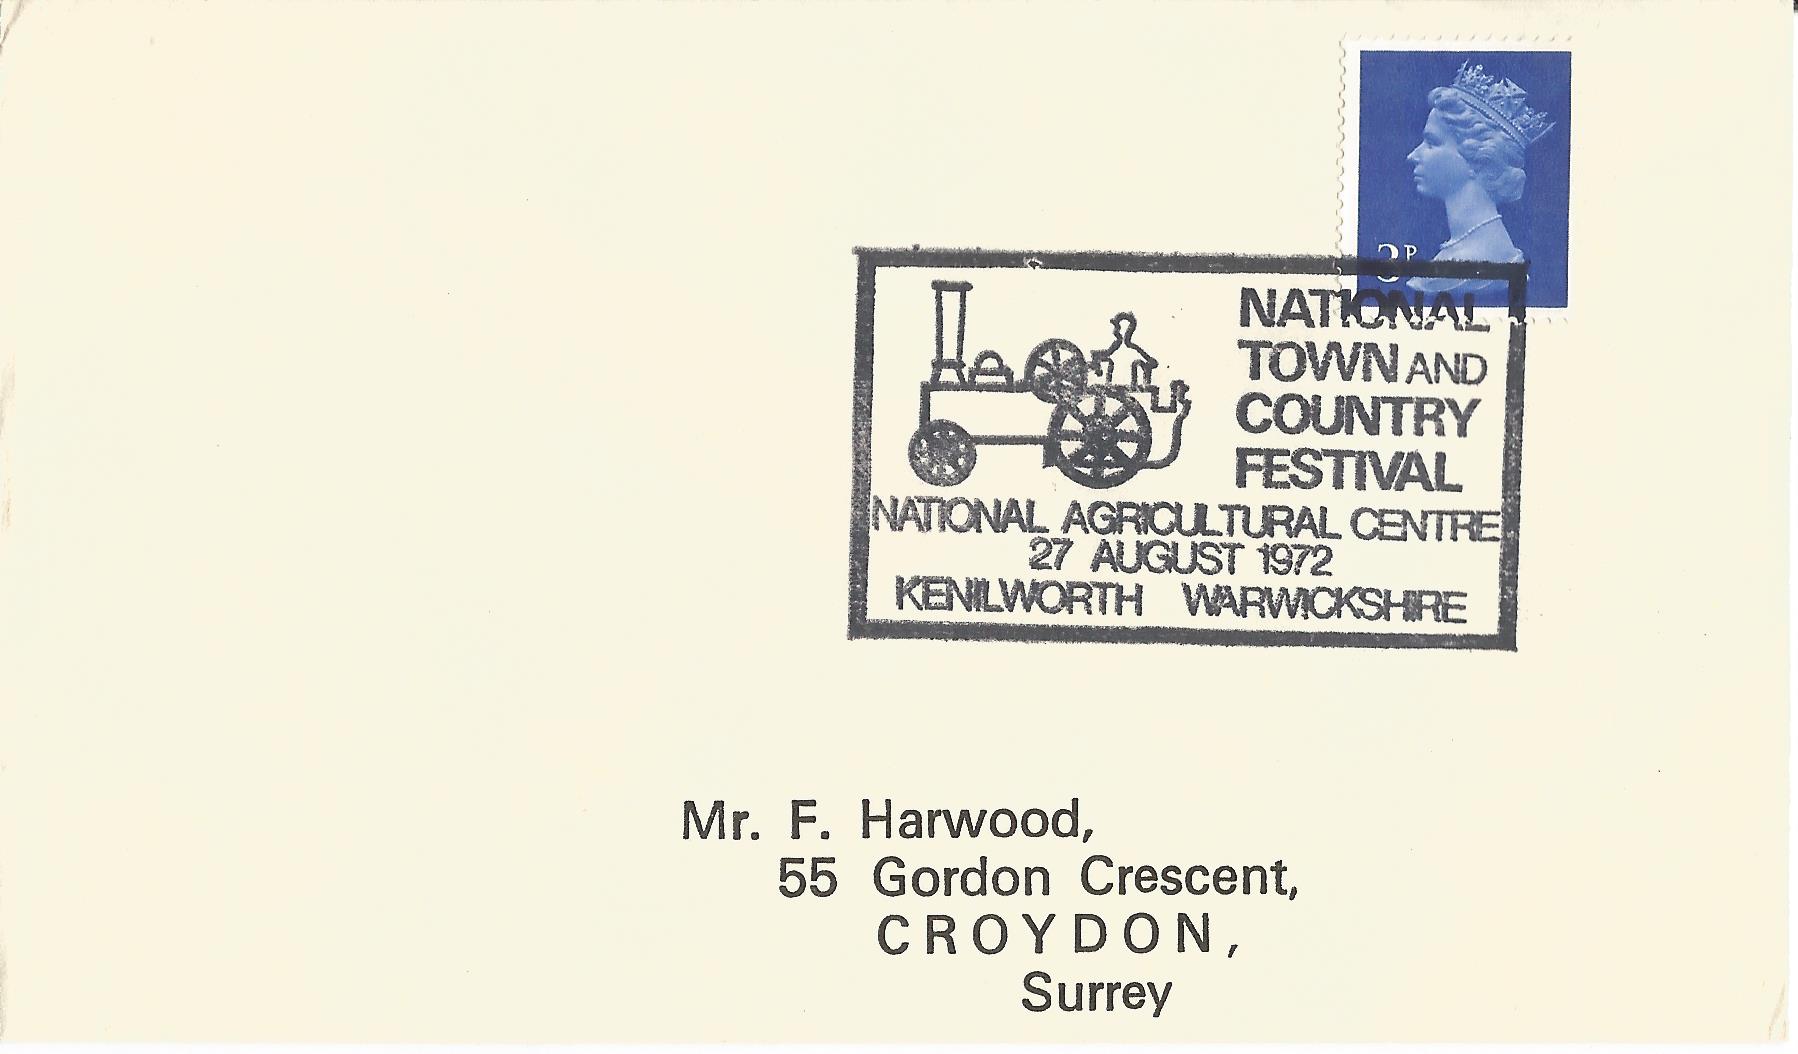 3P
NATIONAL
TOWN AND
COUNTRY
FESTIVAL
NATIONAL AGRICULTURAL CENTRE
27 AUGUST 1972
KENILWORTH WARWICKSHIRE
Mr. F. Harwood,
55 Gordon Crescent,
CROYDON,
Surrey